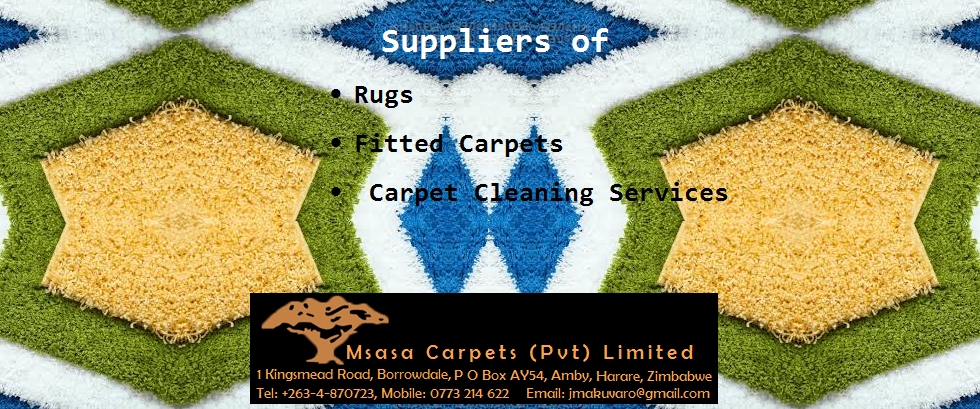 Suppliers of
• Rugs
• Fitted Carpets
• Carpet Cleaning Services
Msasa Carpets (Pvt) Limited
1 Kingsmead Road, Borrowdale, P O Box AY54, Amby, Harare, Zimbabwe
Tel: +263-4-870723, Mobile: 0773 214 622 Email: jmakuvaro@gmail.com